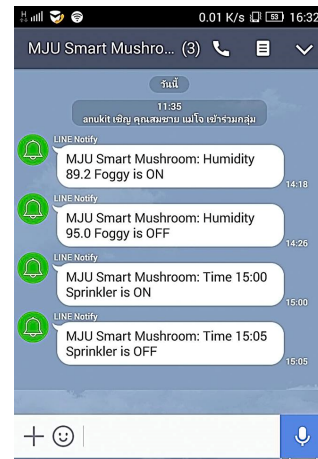 H 0.01 K/s 53 16:32
MJU Smart Mushro... (3)
วันนี้
11:35
anukit เชิญ คุณสมชาย แม่โจ เข้าร่วมกลุ่ม
LINE Notify
MJU Smart Mushroom: Humidity
89.2 Foggy is ON
14:18
LINE Notify
MJU Smart Mushroom: Humidity
95.0 Foggy is OFF
14:26
LINE Notify
MJU Smart Mushroom: Time 15:00
Sprinkler is ON
15:00
LINE Notify
MJU Smart Mushroom: Time 15:05
Sprinkler is OFF
15:05